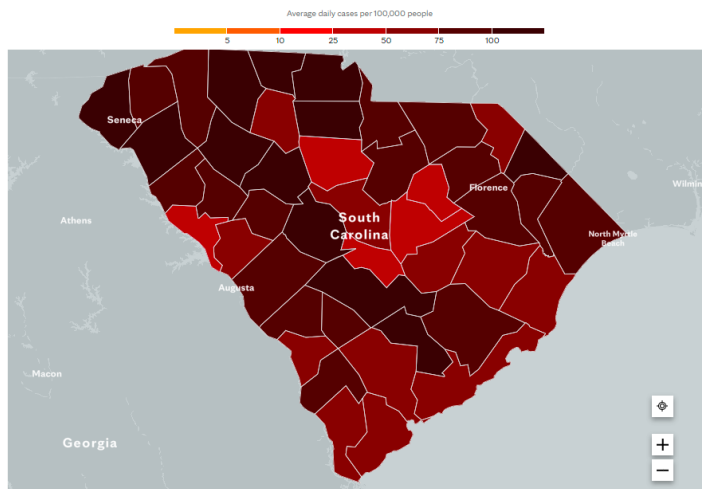 Average daily cases per 100,000 people
5 10 25 50 75 100
Seneca
Athens
South
Carolina
Florence
Wilmin
North Myrtle
Beach
Augusta
Macon
Georgia
+
−